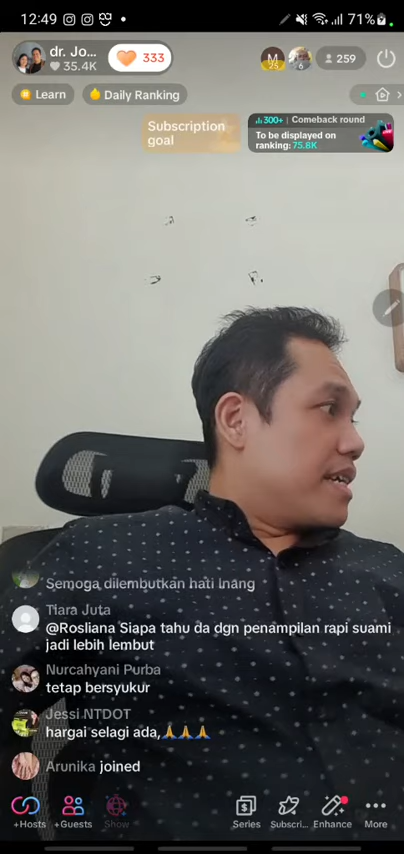 12:49
71%
dr. Jo...
35.4K
333
M
25
6
259
Learn
Daily Ranking
Subscription
goal
300+ | Comeback round
To be displayed on
ranking: 75.8K
Semoga dilembutkan hati Inang
Tiara Juta
@Rosliana Siapa tahu da dgn penampilan rapi suami
jadi lebih lembut
Nurcahyani Purba
tetap bersyukur
Jessi NTDOT
hargai selagi ada,🙏🙏🙏
Arunika joined
+Hosts
+Guests
Show
Series
Subscri...
Enhance
More